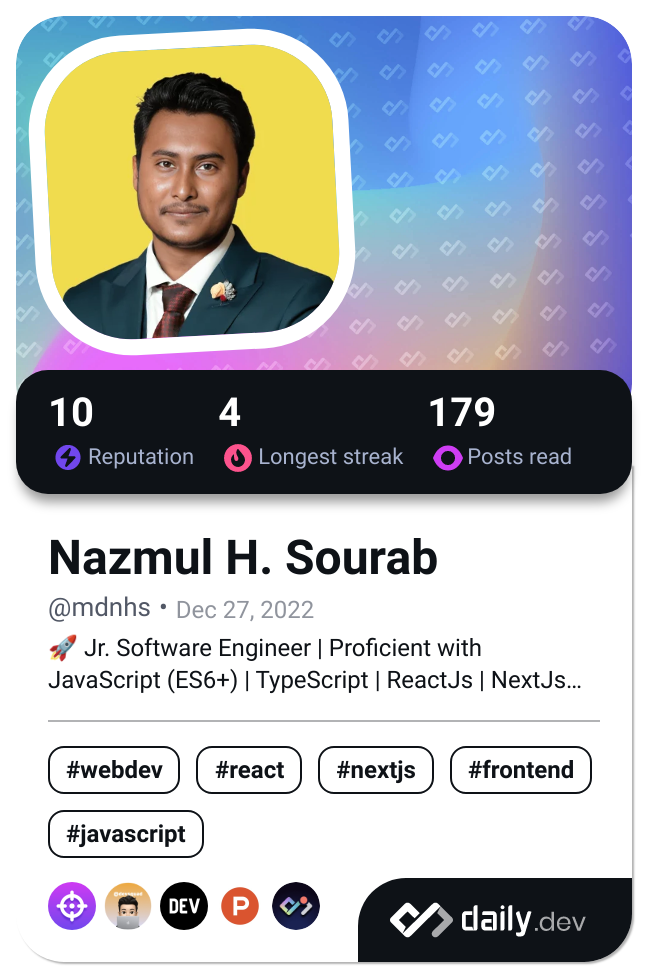 10
4
179
Reputation
Longest streak
Posts read
Nazmul H. Sourab
@mdnhs • Dec 27, 2022
🚀 Jr. Software Engineer | Proficient with
JavaScript (ES6+) | TypeScript | ReactJs | NextJs...
#webdev
#react
#nextjs
#frontend
#javascript
DEV
P
daily.dev